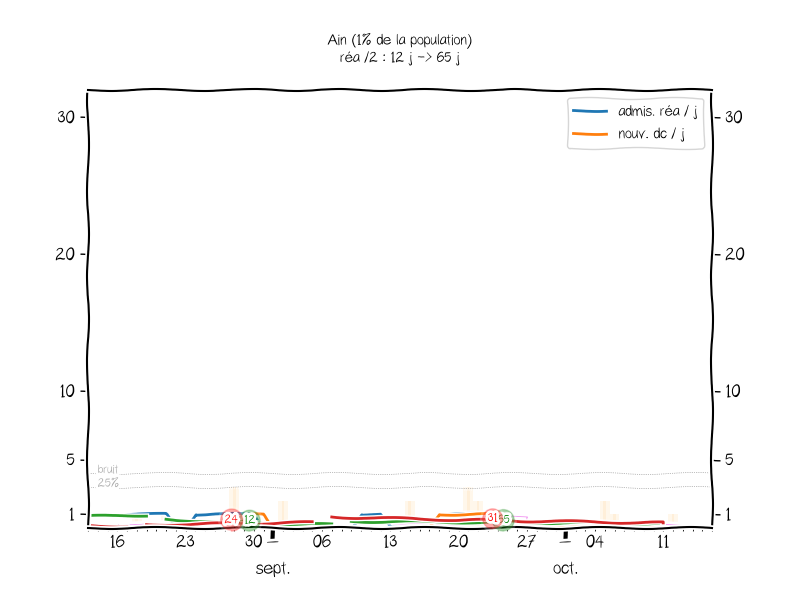 Ain (1% de la population)
réa /2 : 12 j -> 65 j
admis. réa / j
nouv. dc / j
30 30
20 20
10 10
5 5
bruit
25%
1 1
24 12 31
16 23 30 06 13 20 27 04 11
sept. oct.